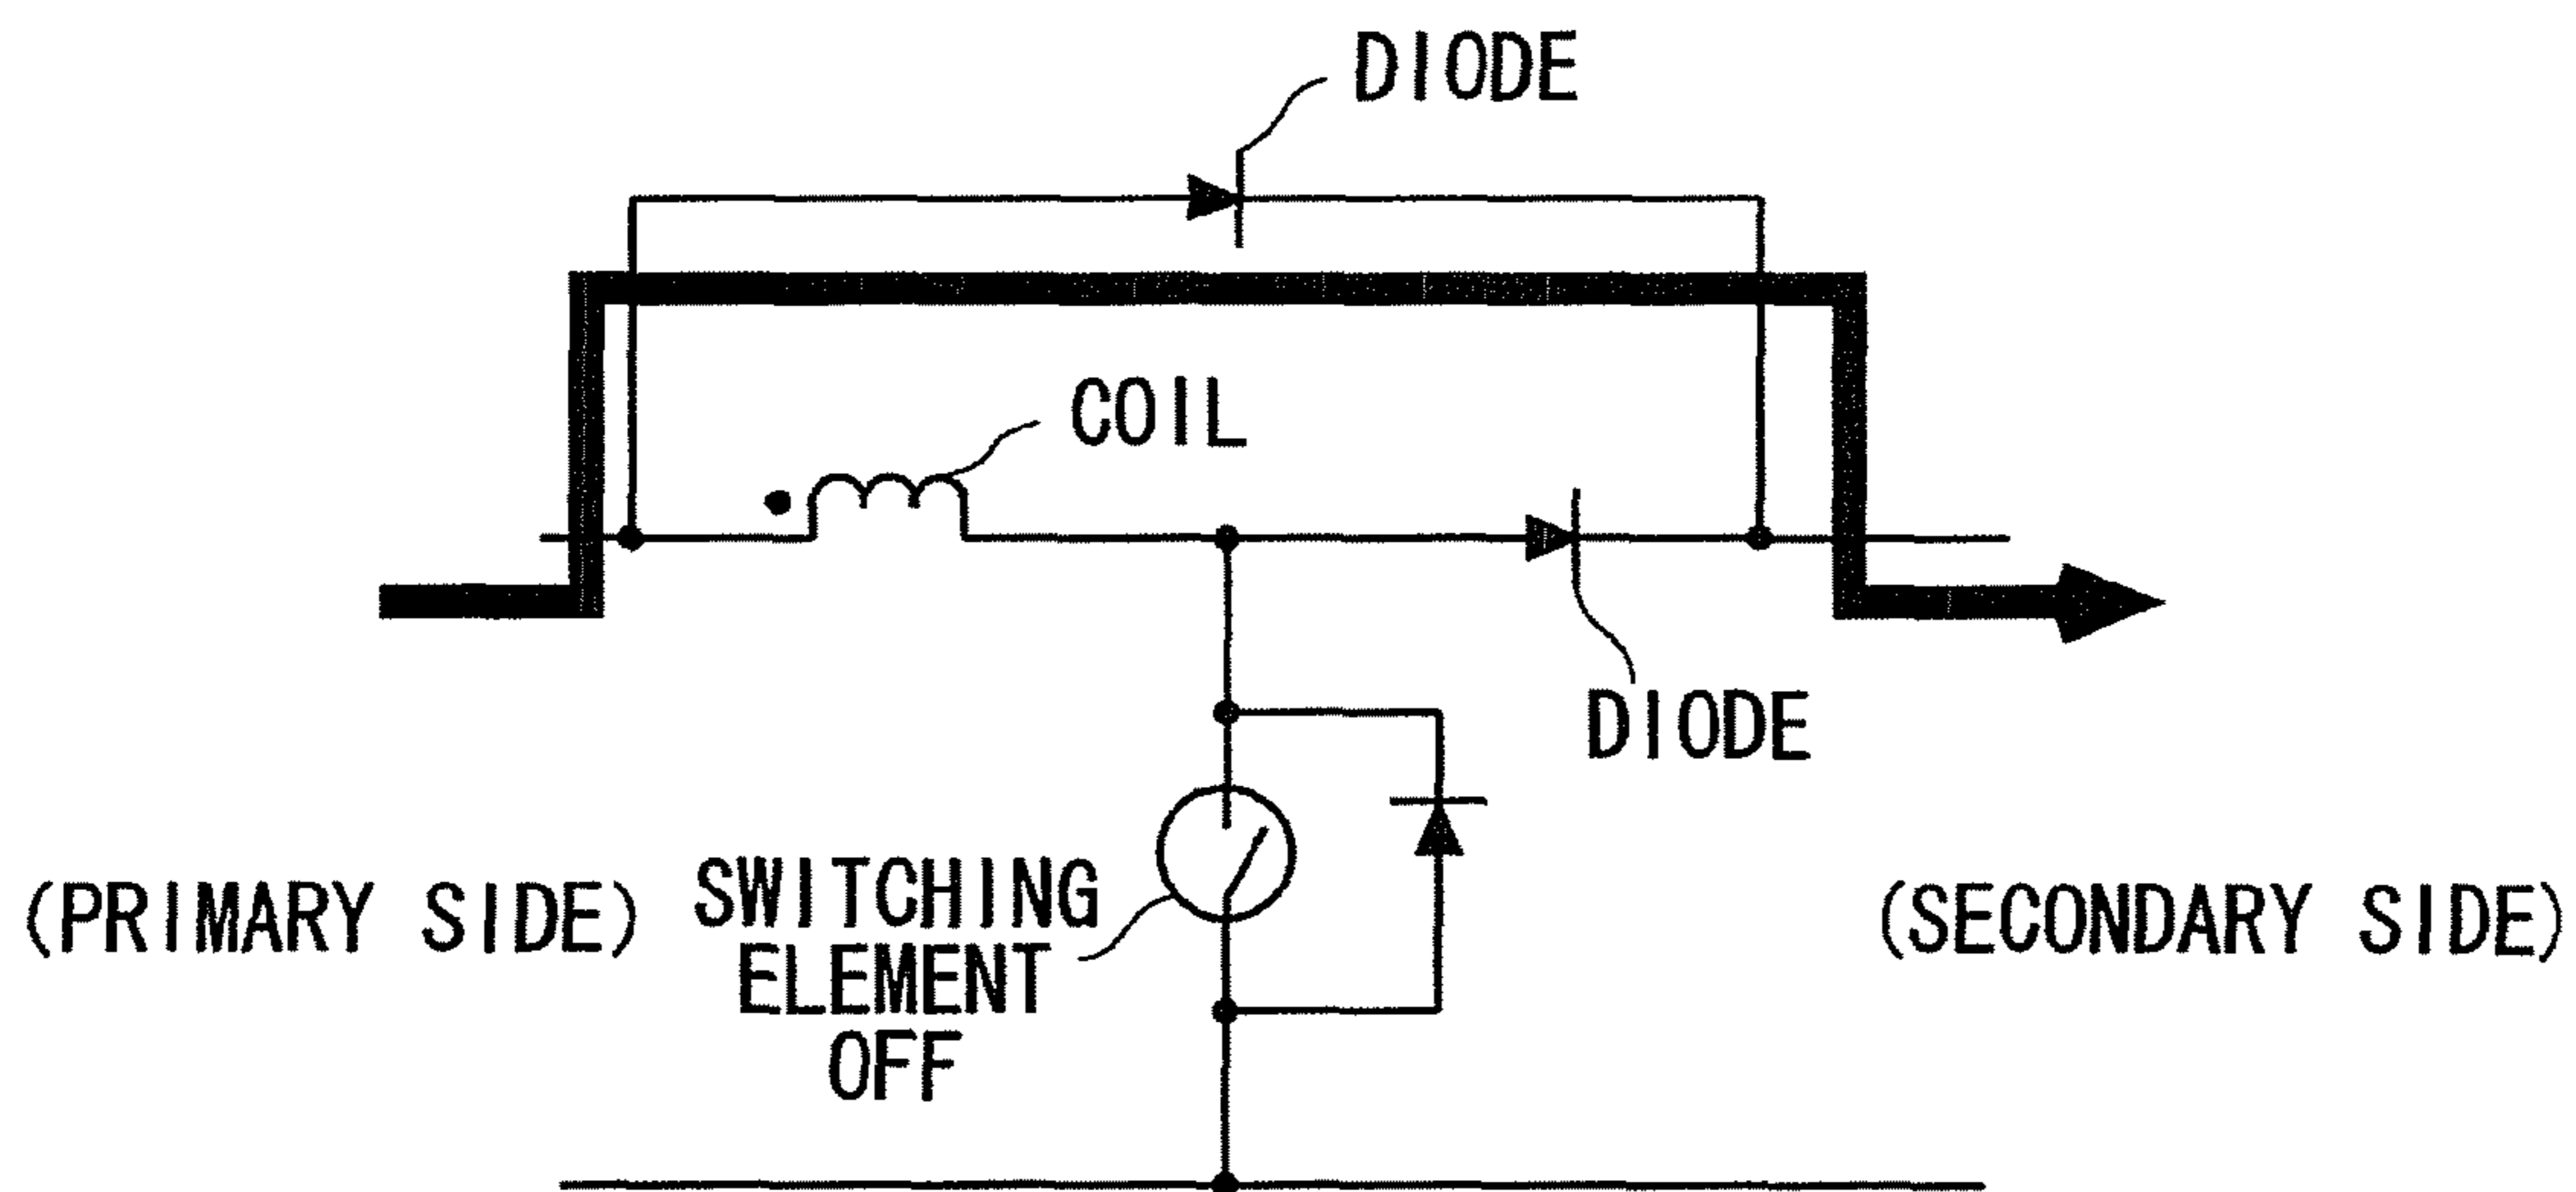 DIODE
COIL
DIODE
(PRIMARY SIDE)
SWITCHING
ELEMENT
OFF
(SECONDARY SIDE)